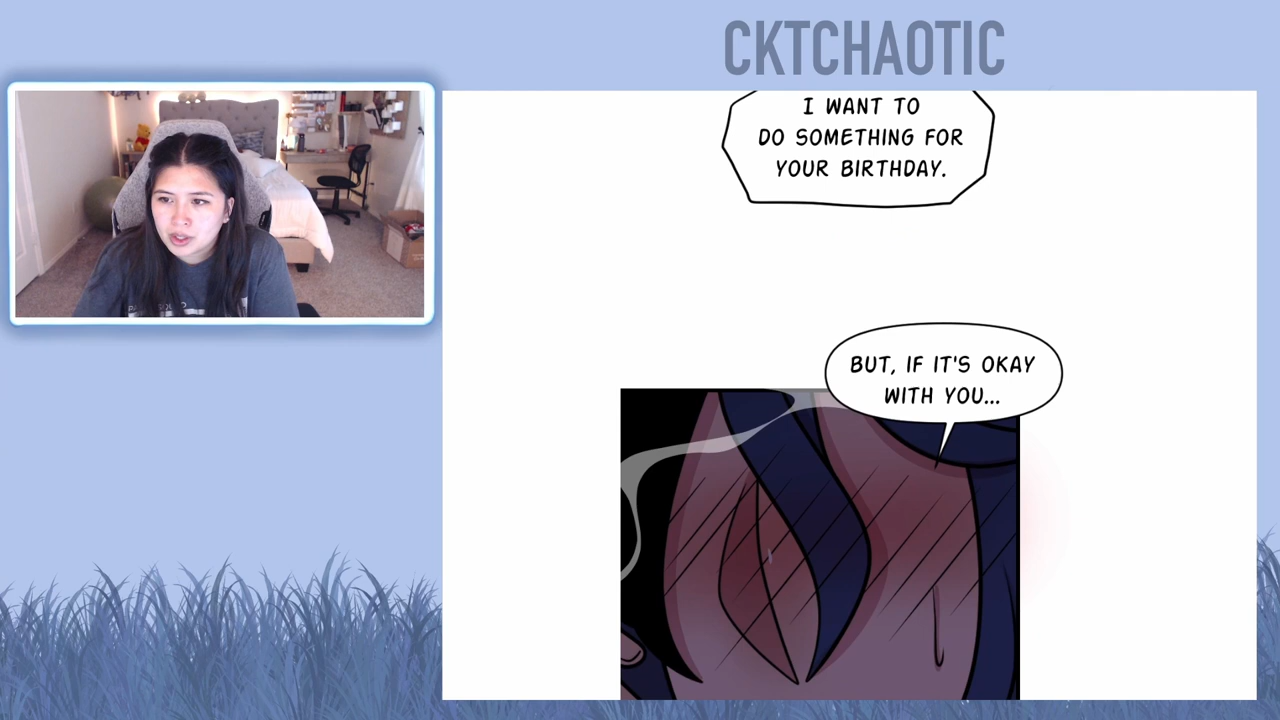 CKTCHAOTIC
I WANT TO
DO SOMETHING FOR
YOUR BIRTHDAY.
BUT, IF IT'S OKAY
WITH YOU...